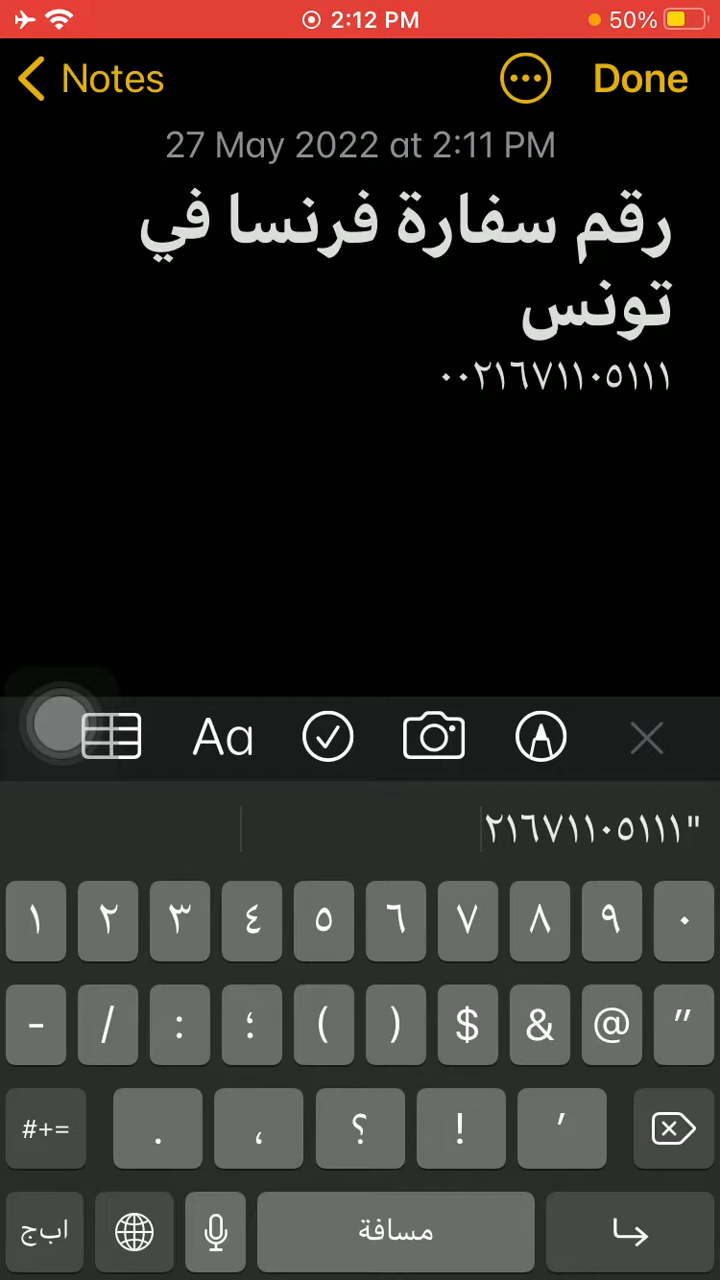 2:12 PM
50%
Notes
Done
27 May 2022 at 2:11 PM
رقم سفارة فرنسا في
تونس
٠٠٢١٦٧١١٠٥١١١
Aa
"٢١٦٧١١٠٥١١١
١ ٢ ٣ ٤ ٥ ٦ ٧ ٨ ٩ ٠
- / : ؛ ( ) $ & @ "
#+= . ، ؟ ! '
اب‌ج مسافة